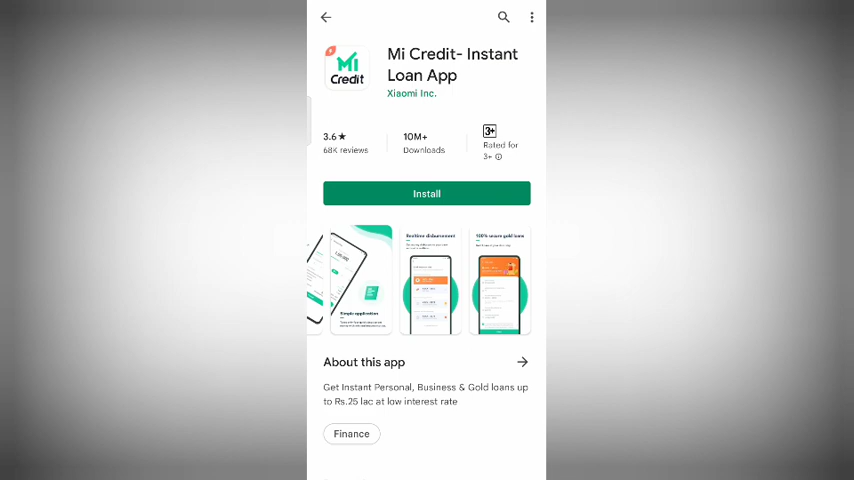 Mi Credit- Instant
Loan App
Xiaomi Inc.
Mi
Credit
3.6★
68K reviews
10M+
Downloads
3+
Rated for
3+
Install
Simple application
Realtime disbursement
100% secure gold loans
About this app
Get Instant Personal, Business & Gold loans up
to Rs.25 lac at low interest rate
Finance